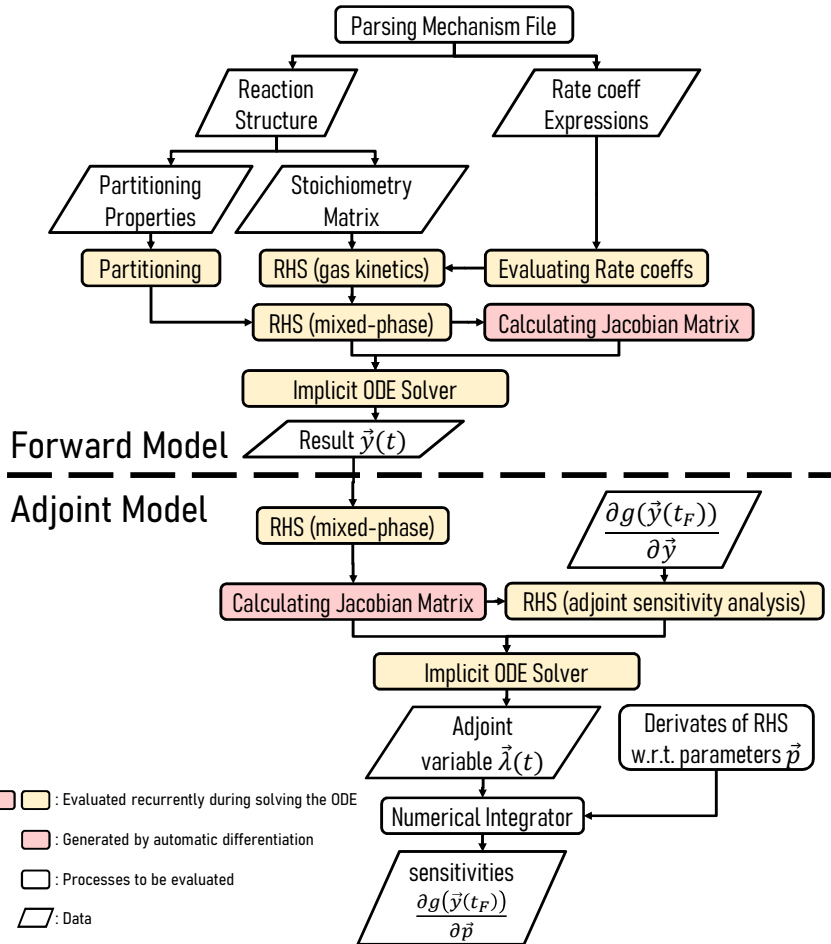 Parsing Mechanism File
Reaction
Structure
Rate coeff
Expressions
Partitioning
Properties
Stoichiometry
Matrix
Partitioning
RHS (gas kinetics)
Evaluating Rate coeffs
RHS (mixed-phase)
Calculating Jacobian Matrix
Implicit ODE Solver
Forward Model
Result y⃗(t)
Adjoint Model
RHS (mixed-phase)
∂g(y⃗(t_F))
∂y⃗
Calculating Jacobian Matrix
RHS (adjoint sensitivity analysis)
Implicit ODE Solver
Adjoint
variable λ⃗(t)
Derivates of RHS
w.r.t. parameters p⃗
Numerical Integrator
sensitivities
∂g(y⃗(t_F))
∂p⃗
: Evaluated recurrently during solving the ODE
: Generated by automatic differentiation
: Processes to be evaluated
: Data